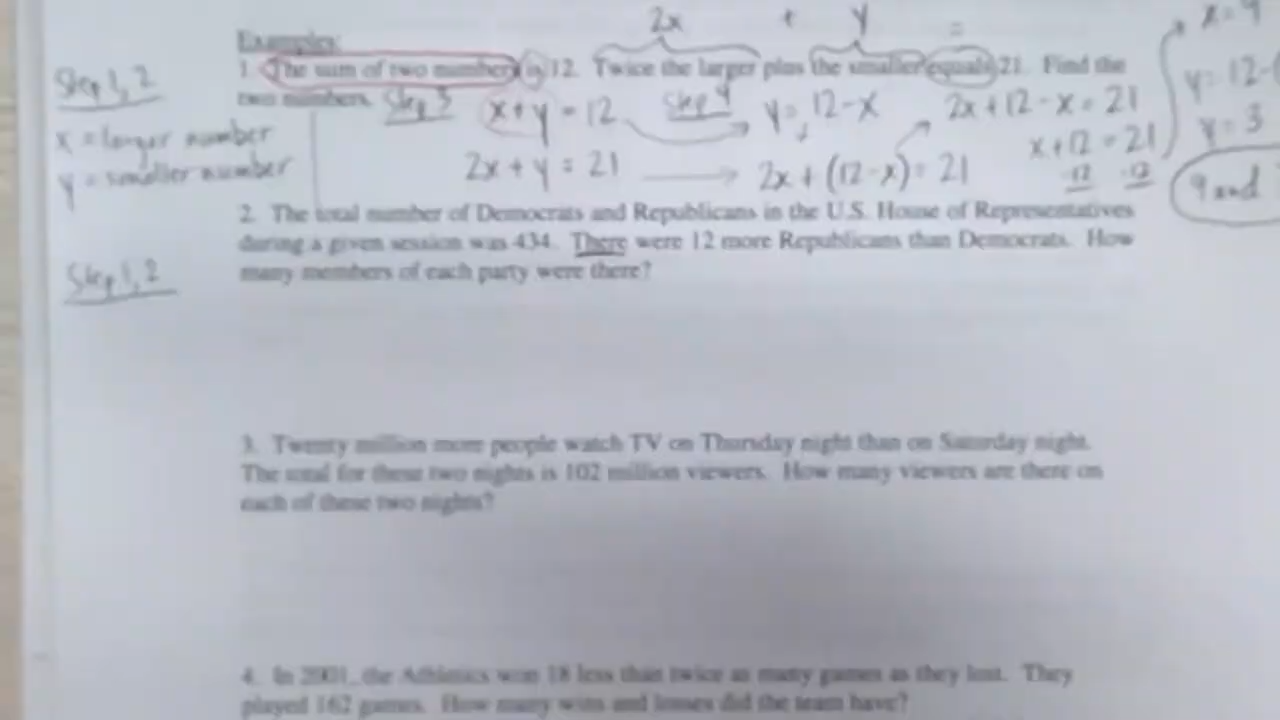 2x + y =
Examples:
1. The sum of two numbers is 12. Twice the larger plus the smaller equals 21. Find the
two numbers.
Step 1, 2
x = larger number
y = smaller number
Step 3
x + y = 12
2x + y = 21
Step 4
y = 12 - x
2x + (12 - x) = 21
2x + 12 - x = 21
x + 12 = 21
-12 -12
x = 9
y = 12 -
y = 3
9 and
2. The total number of Democrats and Republicans in the U.S. House of Representatives
during a given session was 434. There were 12 more Republicans than Democrats. How
many members of each party were there?
Step 1, 2
3. Twenty million more people watch TV on Thursday night than on Saturday night.
The total for these two nights is 102 million viewers. How many viewers are there on
each of these two nights?
4. In 2001, the Athletics won 18 less than twice as many games as they lost. They
played 162 games. How many wins and losses did the team have?